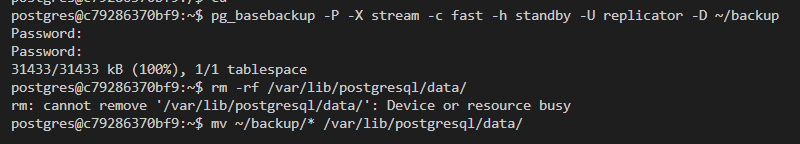 postgres@c79286370bf9:~$ pg_basebackup -P -X stream -c fast -h standby -U replicator -D ~/backup
Password:
Password:
31433/31433 kB (100%), 1/1 tablespace
postgres@c79286370bf9:~$ rm -rf /var/lib/postgresql/data/
rm: cannot remove '/var/lib/postgresql/data/': Device or resource busy
postgres@c79286370bf9:~$ mv ~/backup/* /var/lib/postgresql/data/